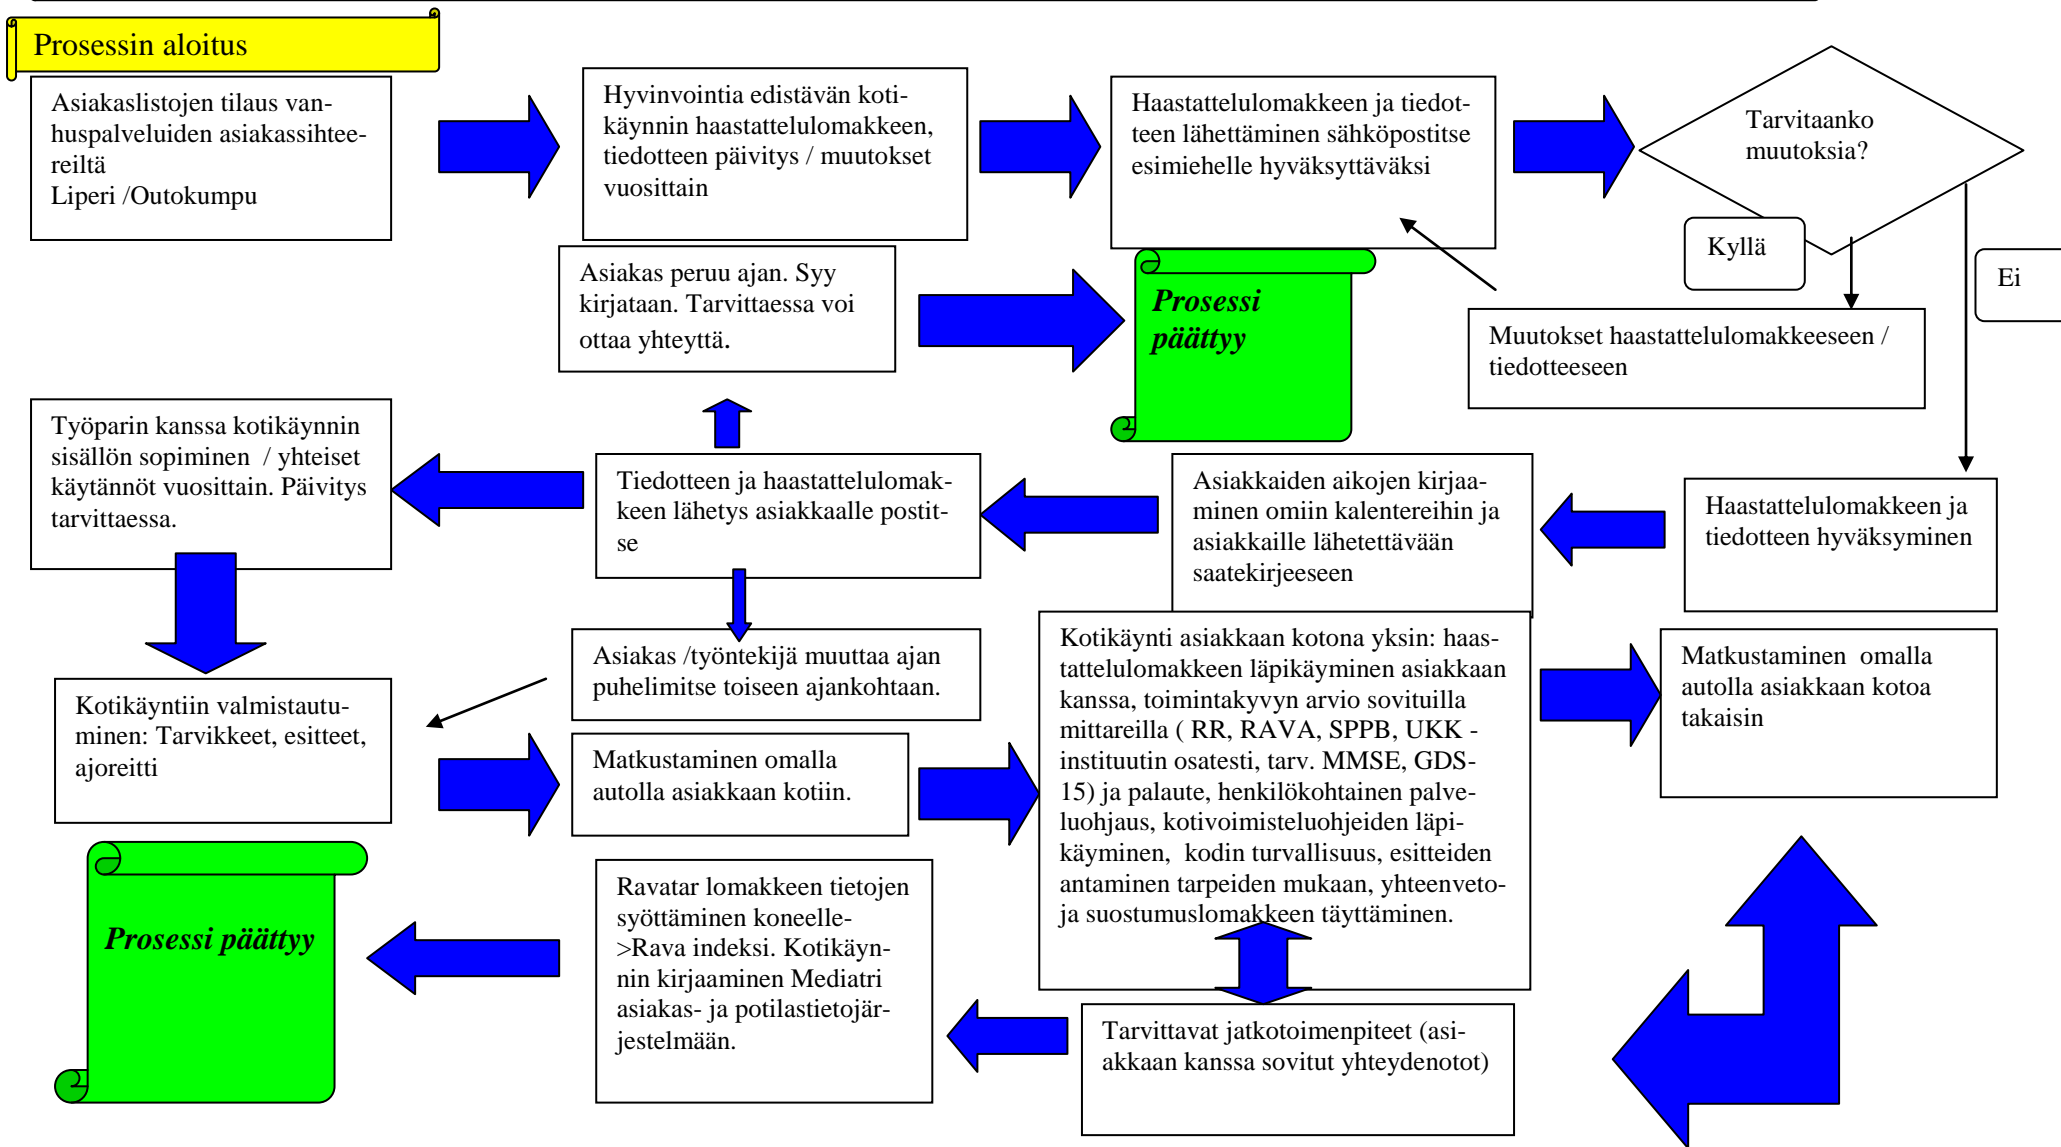 Prosessin aloitus
Asiakaslistojen tilaus van-
huspalveluiden asiakassihtee-
reiltä
Liperi /Outokumpu
Hyvinvointia edistävän koti-
käynnin haastattelulomakkeen,
tiedotteen päivitys / muutokset
vuosittain
Haastattelulomakkeen ja tiedot-
teen lähettäminen sähköpostitse
esimiehelle hyväksyttäväksi
Tarvitaanko
muutoksia?
Kyllä
Ei
Asiakas peruu ajan. Syy
kirjataan. Tarvittaessa voi
ottaa yhteyttä.
Prosessi
päättyy
Muutokset haastattelulomakkeeseen /
tiedotteeseen
Työparin kanssa kotikäynnin
sisällön sopiminen / yhteiset
käytännöt vuosittain. Päivitys
tarvittaessa.
Tiedotteen ja haastattelulomak-
keen lähetys asiakkaalle postit-
se
Asiakkaiden aikojen kirjaa-
minen omiin kalentereihin ja
asiakkaille lähetettävään
saatekirjeeseen
Haastattelulomakkeen ja
tiedotteen hyväksyminen
Asiakas /työntekijä muuttaa ajan
puhelimitse toiseen ajankohtaan.
Kotikäyntiin valmistautu-
minen: Tarvikkeet, esitteet,
ajoreitti
Matkustaminen omalla
autolla asiakkaan kotiin.
Kotikäynti asiakkaan kotona yksin: haas-
tattelulomakkeen läpikäyminen asiakkaan
kanssa, toimintakyvyn arvio sovituilla
mittareilla ( RR, RAVA, SPPB, UKK -
instituutin osatesti, tarv. MMSE, GDS-
15) ja palaute, henkilökohtainen palve-
luohjaus, kotivoimisteluohjeiden läpi-
käyminen, kodin turvallisuus, esitteiden
antaminen tarpeiden mukaan, yhteenveto-
ja suostumuslomakkeen täyttäminen.
Matkustaminen omalla
autolla asiakkaan kotoa
takaisin
Prosessi päättyy
Ravatar lomakkeen tietojen
syöttäminen koneelle-
>Rava indeksi. Kotikäyn-
nin kirjaaminen Mediatri
asiakas- ja potilastietojär-
jestelmään.
Tarvittavat jatkotoimenpiteet (asi-
akkaan kanssa sovitut yhteydenotot)